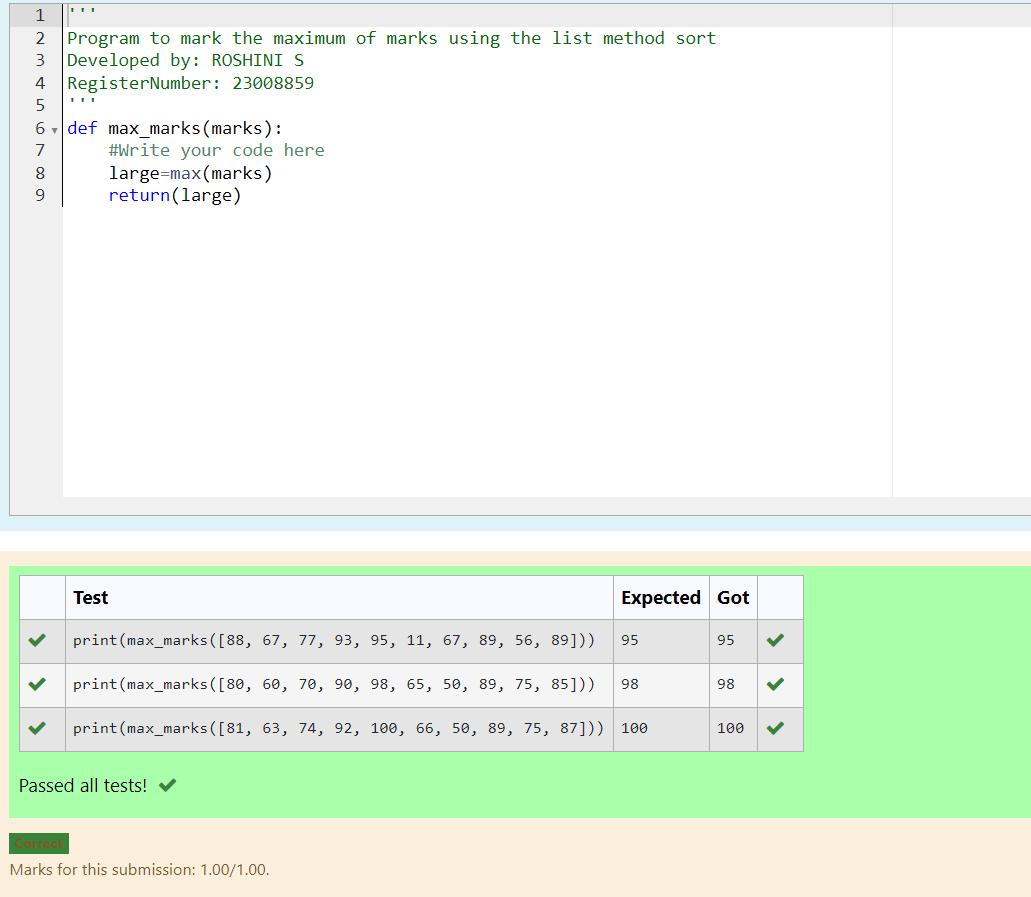 1 '''
2 Program to mark the maximum of marks using the list method sort
3 Developed by: ROSHINI S
4 RegisterNumber: 23008859
5 '''
6 def max_marks(marks):
7     #Write your code here
8     large=max(marks)
9     return(large)
Test Expected Got
print(max_marks([88, 67, 77, 93, 95, 11, 67, 89, 56, 89])) 95 95
print(max_marks([80, 60, 70, 90, 98, 65, 50, 89, 75, 85])) 98 98
print(max_marks([81, 63, 74, 92, 100, 66, 50, 89, 75, 87])) 100 100
Passed all tests!
Correct
Marks for this submission: 1.00/1.00.